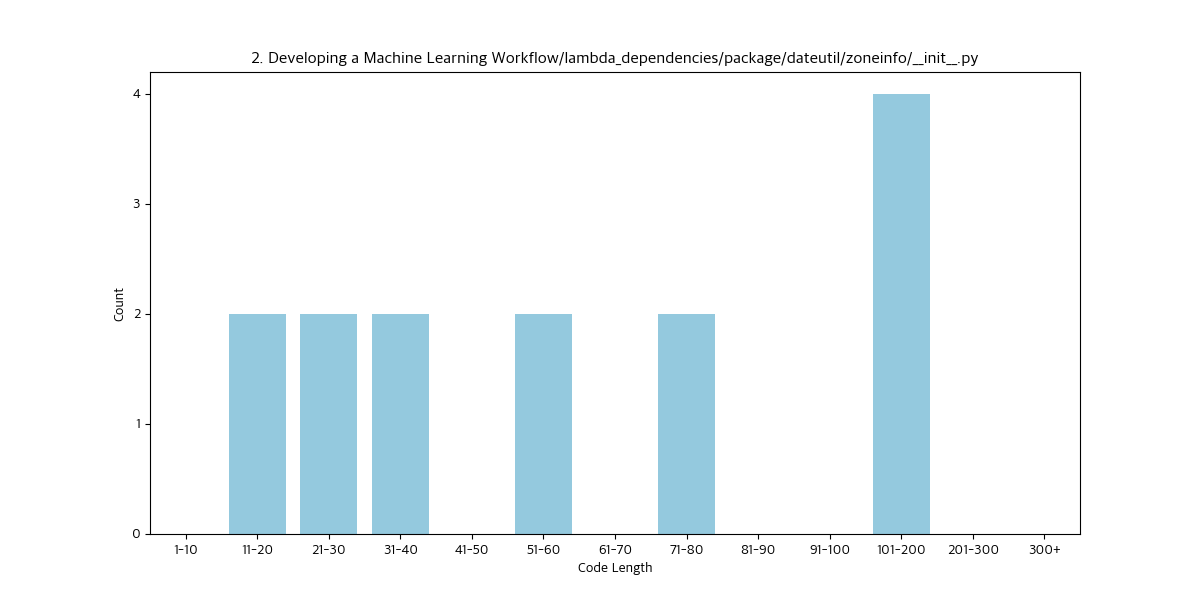 2. Developing a Machine Learning Workflow/lambda_dependencies/package/dateutil/zoneinfo/__init__.py
4
3
2
1
0
Count
1-10 11-20 21-30 31-40 41-50 51-60 61-70 71-80 81-90 91-100 101-200 201-300 300+
Code Length